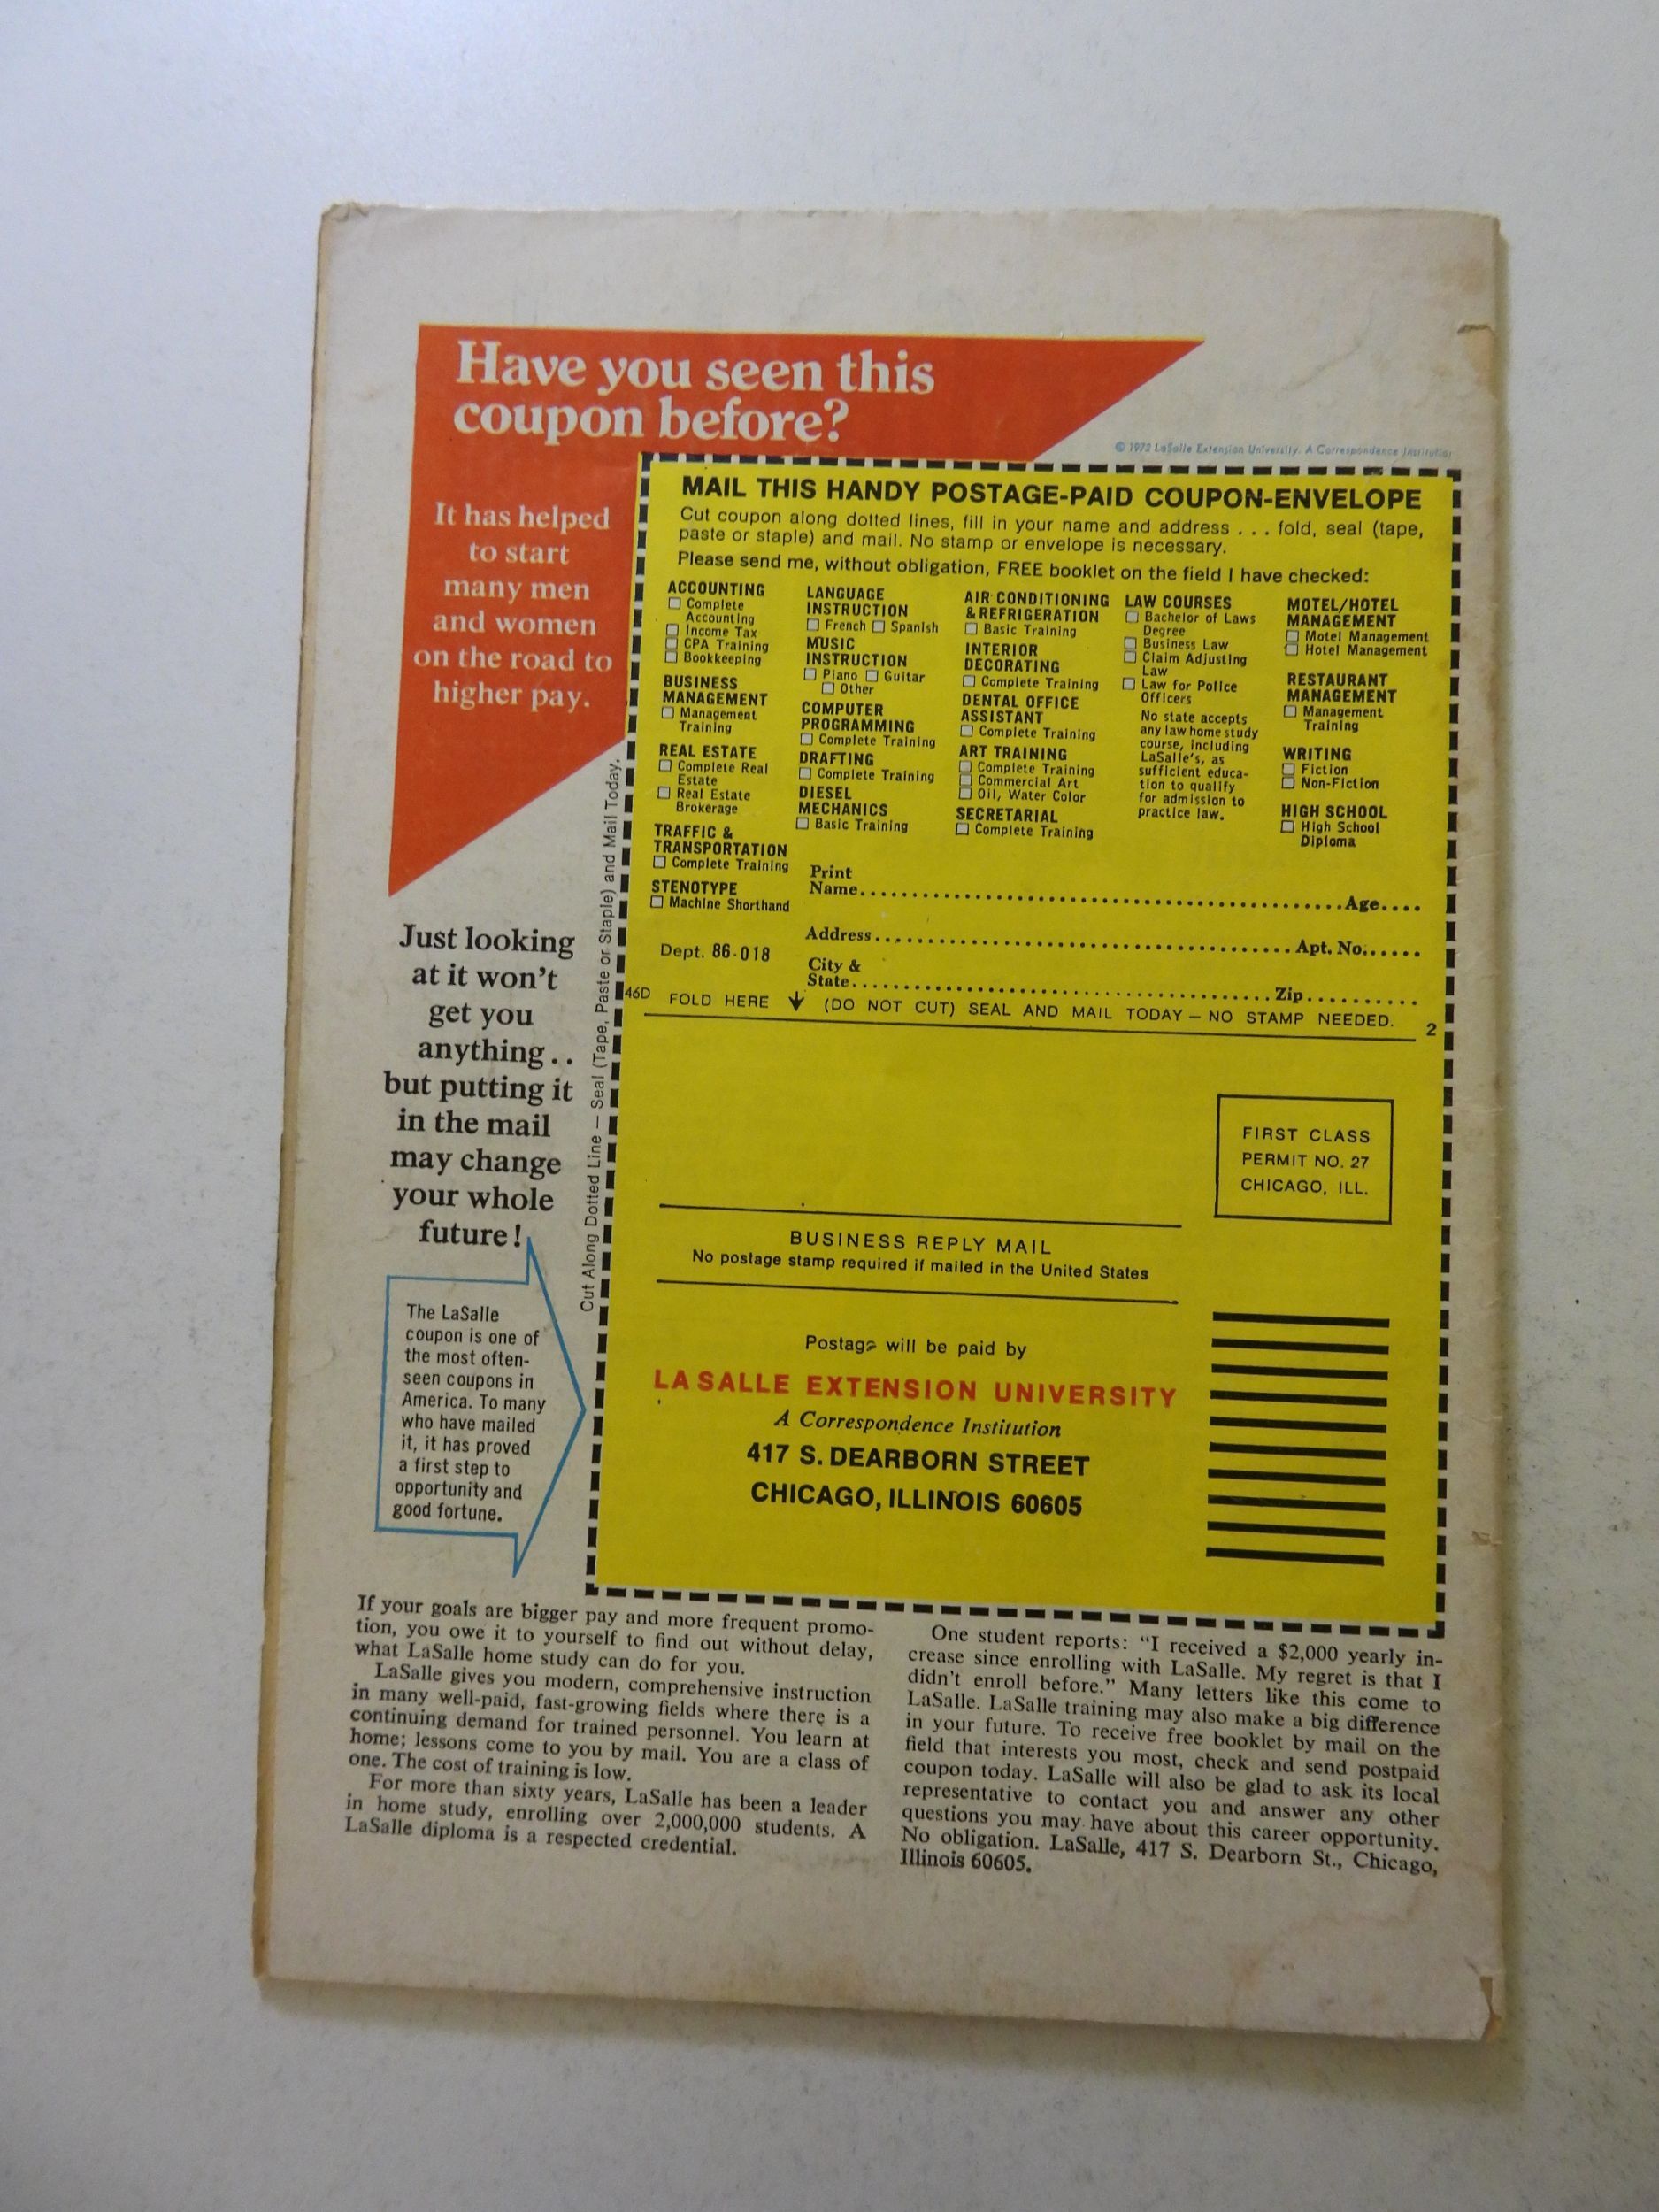 Have you seen this
coupon before?
It has helped
to start
many men
and women
on the road to
higher pay.
Just looking
at it won't
get you
anything..
but putting it
in the mail
may change
your whole
future!
The LaSalle
coupon is one of
the most often-
seen coupons in
America. To many
who have mailed
it, it has proved
a first step to
opportunity and
good fortune.
Cut Along Dotted Line — Seal (Tape, Paste or Staple) and Mail Today.
© 1972 LaSalle Extension University. A Correspondence Institution
MAIL THIS HANDY POSTAGE-PAID COUPON-ENVELOPE
Cut coupon along dotted lines, fill in your name and address . . . fold, seal (tape,
paste or staple) and mail. No stamp or envelope is necessary.
Please send me, without obligation, FREE booklet on the field I have checked:
ACCOUNTING
☐ Complete
Accounting
☐ Income Tax
☐ CPA Training
☐ Bookkeeping
BUSINESS
MANAGEMENT
☐ Management
Training
REAL ESTATE
☐ Complete Real
Estate
☐ Real Estate
Brokerage
TRAFFIC &
TRANSPORTATION
☐ Complete Training
STENOTYPE
☐ Machine Shorthand
LANGUAGE
INSTRUCTION
☐ French ☐ Spanish
MUSIC
INSTRUCTION
☐ Piano ☐ Guitar
☐ Other
COMPUTER
PROGRAMMING
☐ Complete Training
DRAFTING
☐ Complete Training
DIESEL
MECHANICS
☐ Basic Training
AIR CONDITIONING
& REFRIGERATION
☐ Basic Training
INTERIOR
DECORATING
☐ Complete Training
DENTAL OFFICE
ASSISTANT
☐ Complete Training
ART TRAINING
☐ Complete Training
☐ Commercial Art
☐ Oil, Water Color
SECRETARIAL
☐ Complete Training
LAW COURSES
☐ Bachelor of Laws
Degree
☐ Business Law
☐ Claim Adjusting
Law
☐ Law for Police
Officers
No state accepts
any law home study
course, including
LaSalle's, as
sufficient educa-
tion to qualify
for admission to
practice law.
MOTEL/HOTEL
MANAGEMENT
☐ Motel Management
☐ Hotel Management
RESTAURANT
MANAGEMENT
☐ Management
Training
WRITING
☐ Fiction
☐ Non-Fiction
HIGH SCHOOL
☐ High School
Diploma
Print
Name..........Age....
Address..........Apt. No......
Dept. 86-018
City &
State..........Zip..........
46D FOLD HERE ↓ (DO NOT CUT) SEAL AND MAIL TODAY — NO STAMP NEEDED. 2
FIRST CLASS
PERMIT NO. 27
CHICAGO, ILL.
BUSINESS REPLY MAIL
No postage stamp required if mailed in the United States
Postage will be paid by
LA SALLE EXTENSION UNIVERSITY
A Correspondence Institution
417 S. DEARBORN STREET
CHICAGO, ILLINOIS 60605
If your goals are bigger pay and more frequent promo-
tion, you owe it to yourself to find out without delay,
what LaSalle home study can do for you.
LaSalle gives you modern, comprehensive instruction
in many well-paid, fast-growing fields where there is a
continuing demand for trained personnel. You learn at
home; lessons come to you by mail. You are a class of
one. The cost of training is low.
For more than sixty years, LaSalle has been a leader
in home study, enrolling over 2,000,000 students. A
LaSalle diploma is a respected credential.
One student reports: "I received a $2,000 yearly in-
crease since enrolling with LaSalle. My regret is that I
didn't enroll before." Many letters like this come to
LaSalle. LaSalle training may also make a big difference
in your future. To receive free booklet by mail on the
field that interests you most, check and send postpaid
coupon today. LaSalle will also be glad to ask its local
representative to contact you and answer any other
questions you may have about this career opportunity.
No obligation. LaSalle, 417 S. Dearborn St., Chicago,
Illinois 60605.